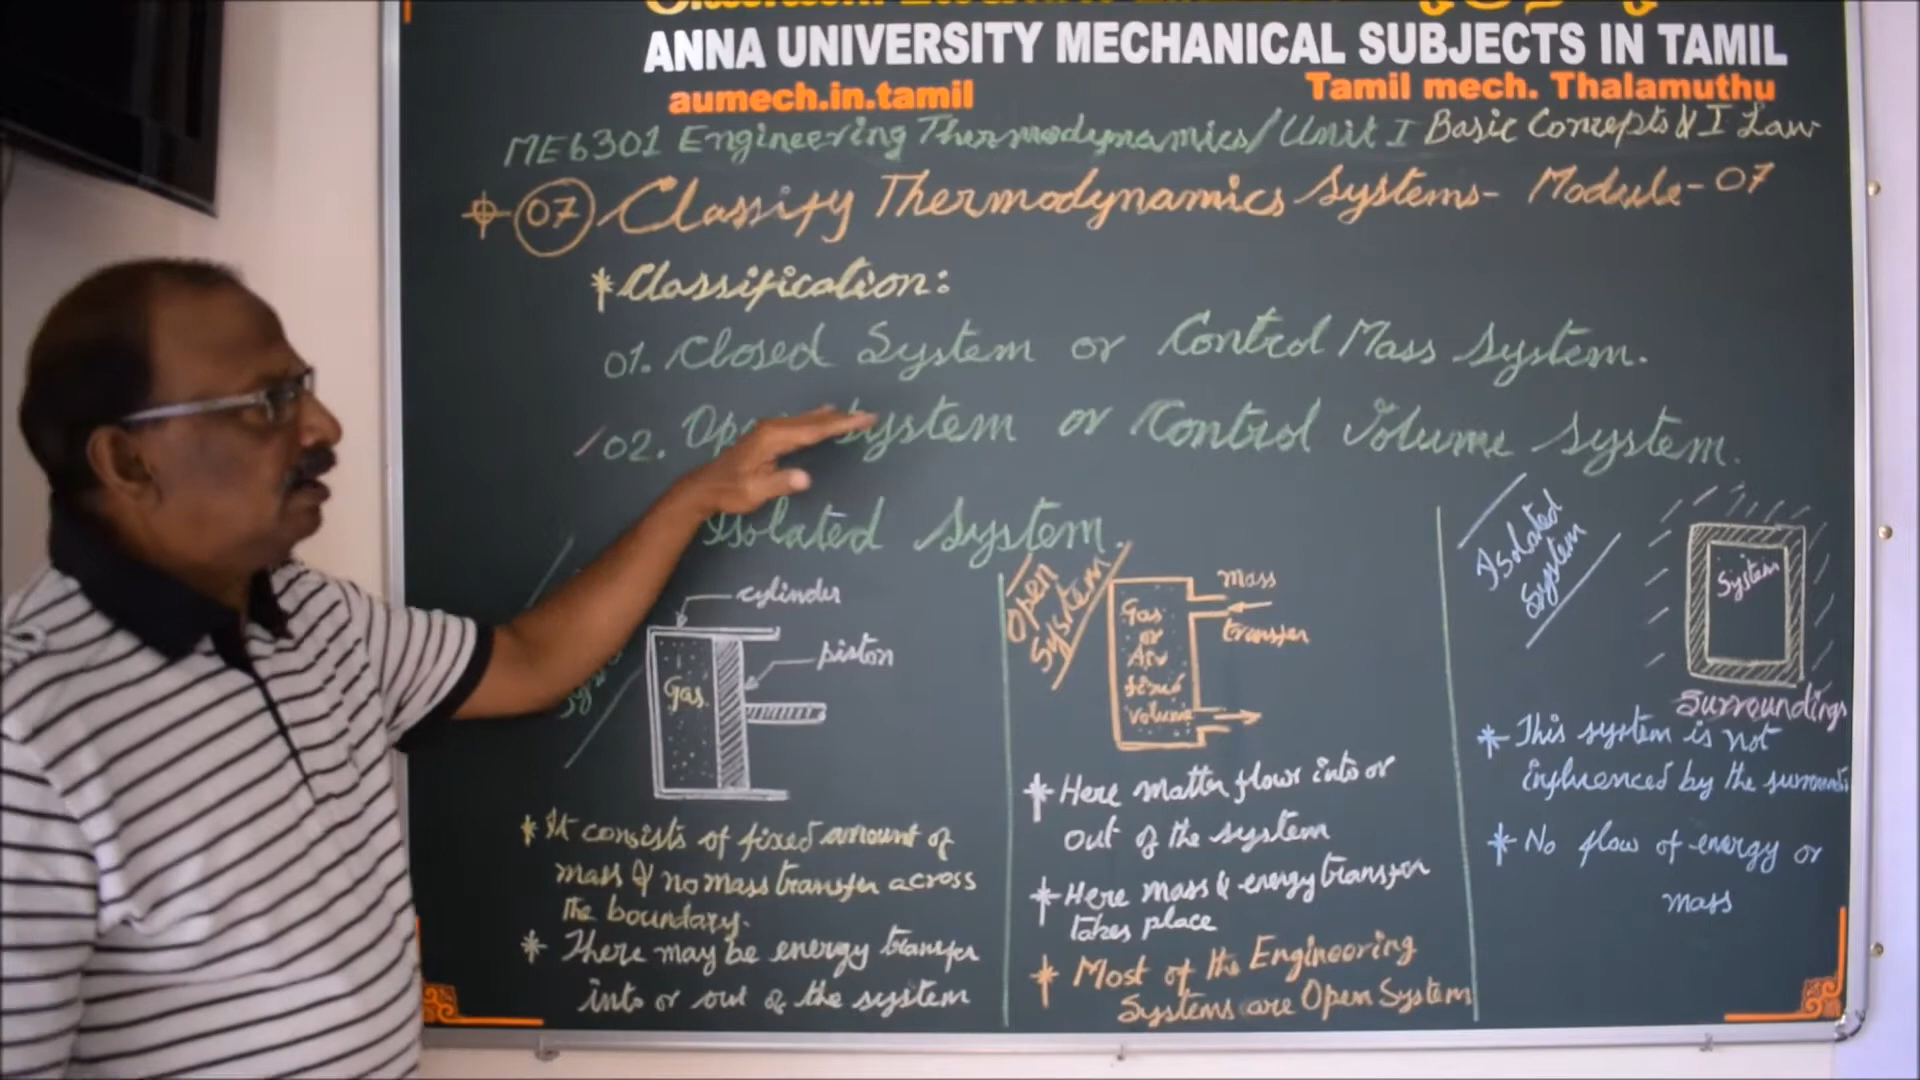 ANNA UNIVERSITY MECHANICAL SUBJECTS IN TAMIL
aumech.in.tamil
Tamil mech. Thalamuthu
ME6301 Engineering Thermodynamics/Unit I Basic Concepts & I Law
07 Classify Thermodynamics Systems- Module-07
* Classification:
01. Closed System or Control Mass System.
02. Open System or Control Volume System.
Isolated System.
cylinder
piston
Gas
* It consists of fixed amount of
mass & no mass transfer across
the boundary.
* There may be energy transfer
into or out of the system
Open
System
mass
transfer
Gas
or
Air
volume
* Here matter flows into or
out of the system
* Here mass & energy transfer
takes place
* Most of the Engineering
Systems are Open System
Isolated
System
System
Surroundings
* This system is not
influenced by the
* No flow of energy or
mass